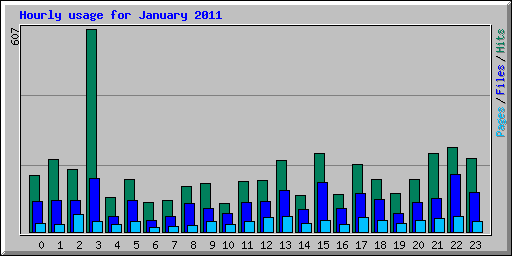 Hourly usage for January 2011
607
Pages / Files / Hits
0 1 2 3 4 5 6 7 8 9 10 11 12 13 14 15 16 17 18 19 20 21 22 23